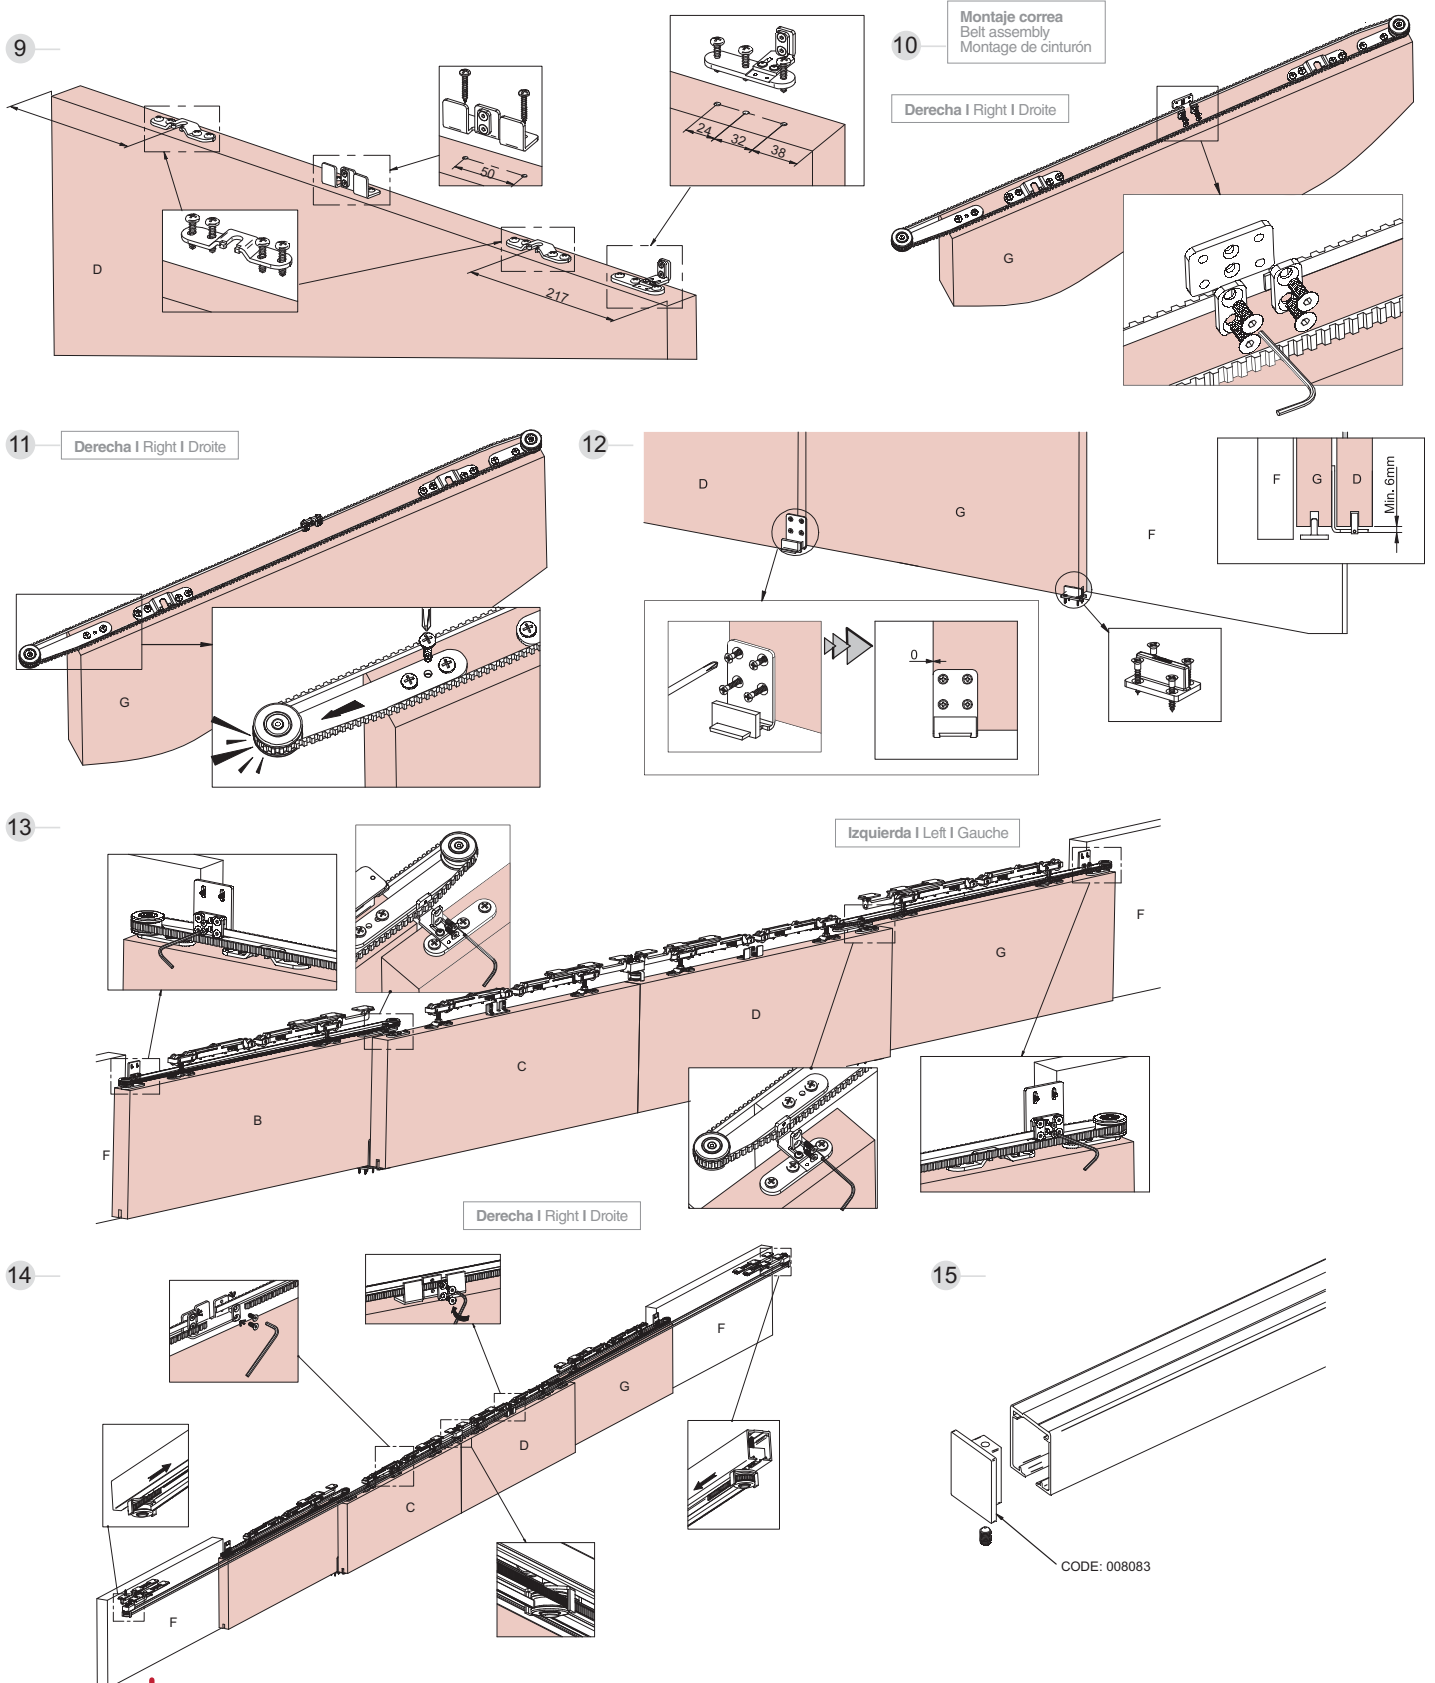 9
D
50
24
32
38
217
10
Montaje correa
Belt assembly
Montage de cinturón
Derecha I Right I Droite
G
11
Derecha I Right I Droite
G
12
D
G
F
F
G
D
Min. 6mm
0
13
Izquierda I Left I Gauche
F
G
D
C
B
F
Derecha I Right I Droite
14
F
G
D
C
F
15
CODE: 008083